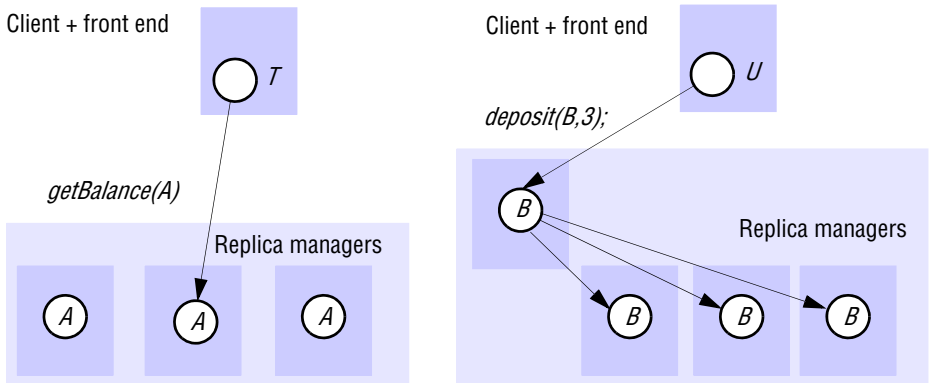 Client + front end
T
getBalance(A)
Replica managers
A
A
A
Client + front end
U
deposit(B,3);
B
Replica managers
B
B
B